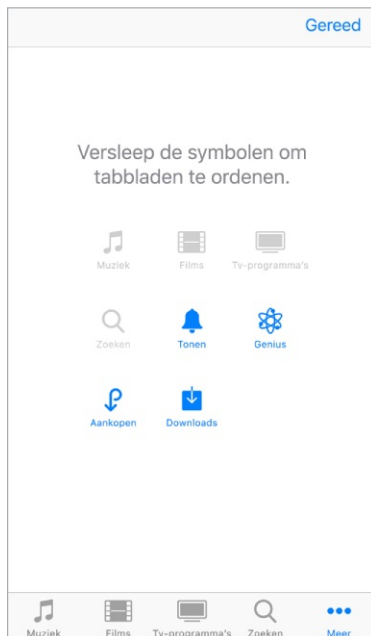 Gereed
Versleep de symbolen om
tabbladen te ordenen.
Muziek Films Tv-programma's
Zoeken Tonen Genius
Aankopen Downloads
Muziek Films Tv-programma's Zoeken Meer